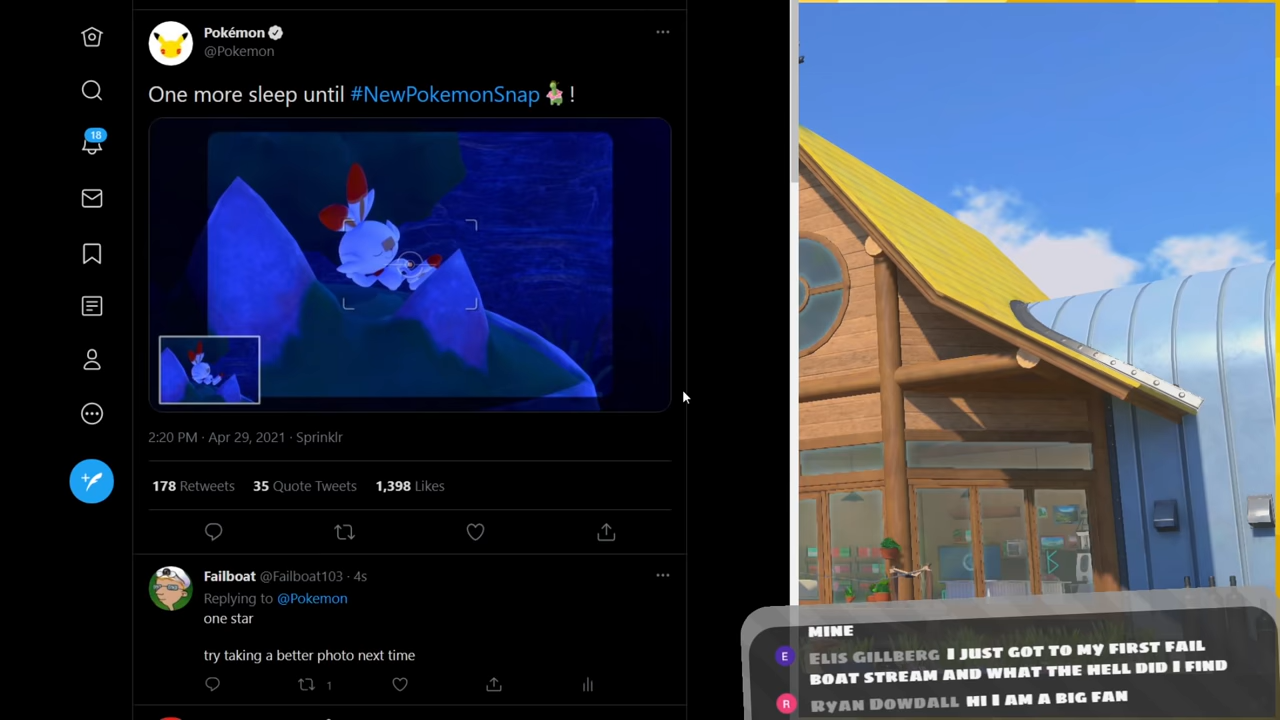 Pokémon
@Pokemon
One more sleep until #NewPokemonSnap !
18
2:20 PM · Apr 29, 2021 · Sprinklr
178 Retweets 35 Quote Tweets 1,398 Likes
Failboat @Failboat103 · 4s
Replying to @Pokemon
one star
try taking a better photo next time
1
MINE
E ELIS GILLBERG I JUST GOT TO MY FIRST FAIL
BOAT STREAM AND WHAT THE HELL DID I FIND
R RYAN DOWDALL HI I AM A BIG FAN